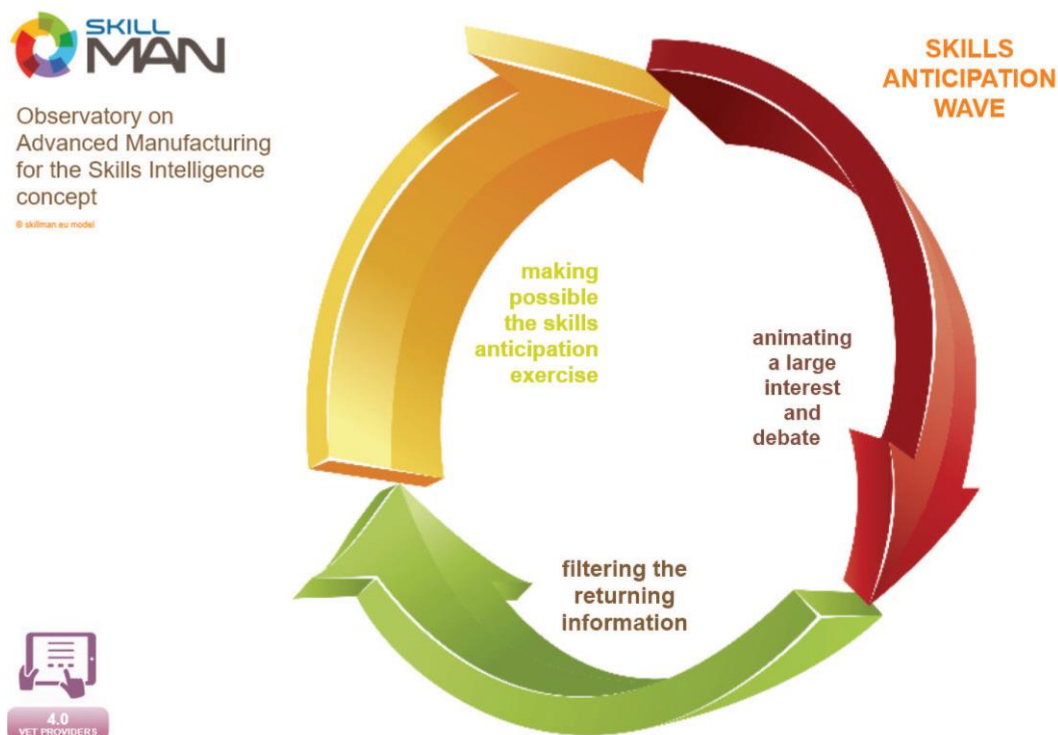 SKILL
MAN
Observatory on
Advanced Manufacturing
for the Skills Intelligence
concept
© skillman.eu model
SKILLS
ANTICIPATION
WAVE
making
possible
the skills
anticipation
exercise
animating
a large
interest
and
debate
filtering the
returning
information
4.0
VET PROVIDERS